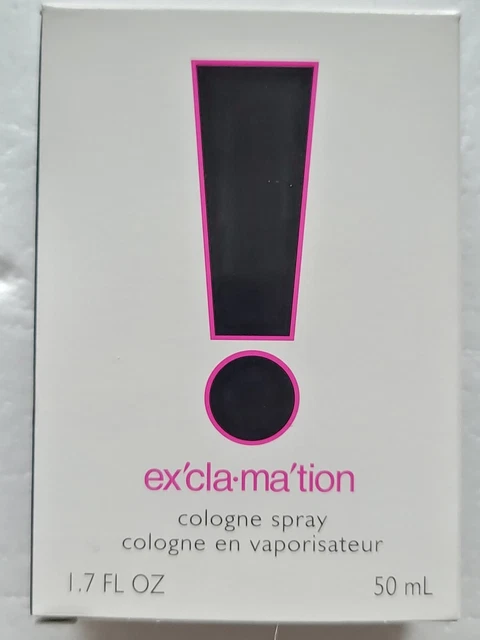 !
ex'cla·ma'tion
cologne spray
cologne en vaporisateur
1.7 FL OZ 50 mL